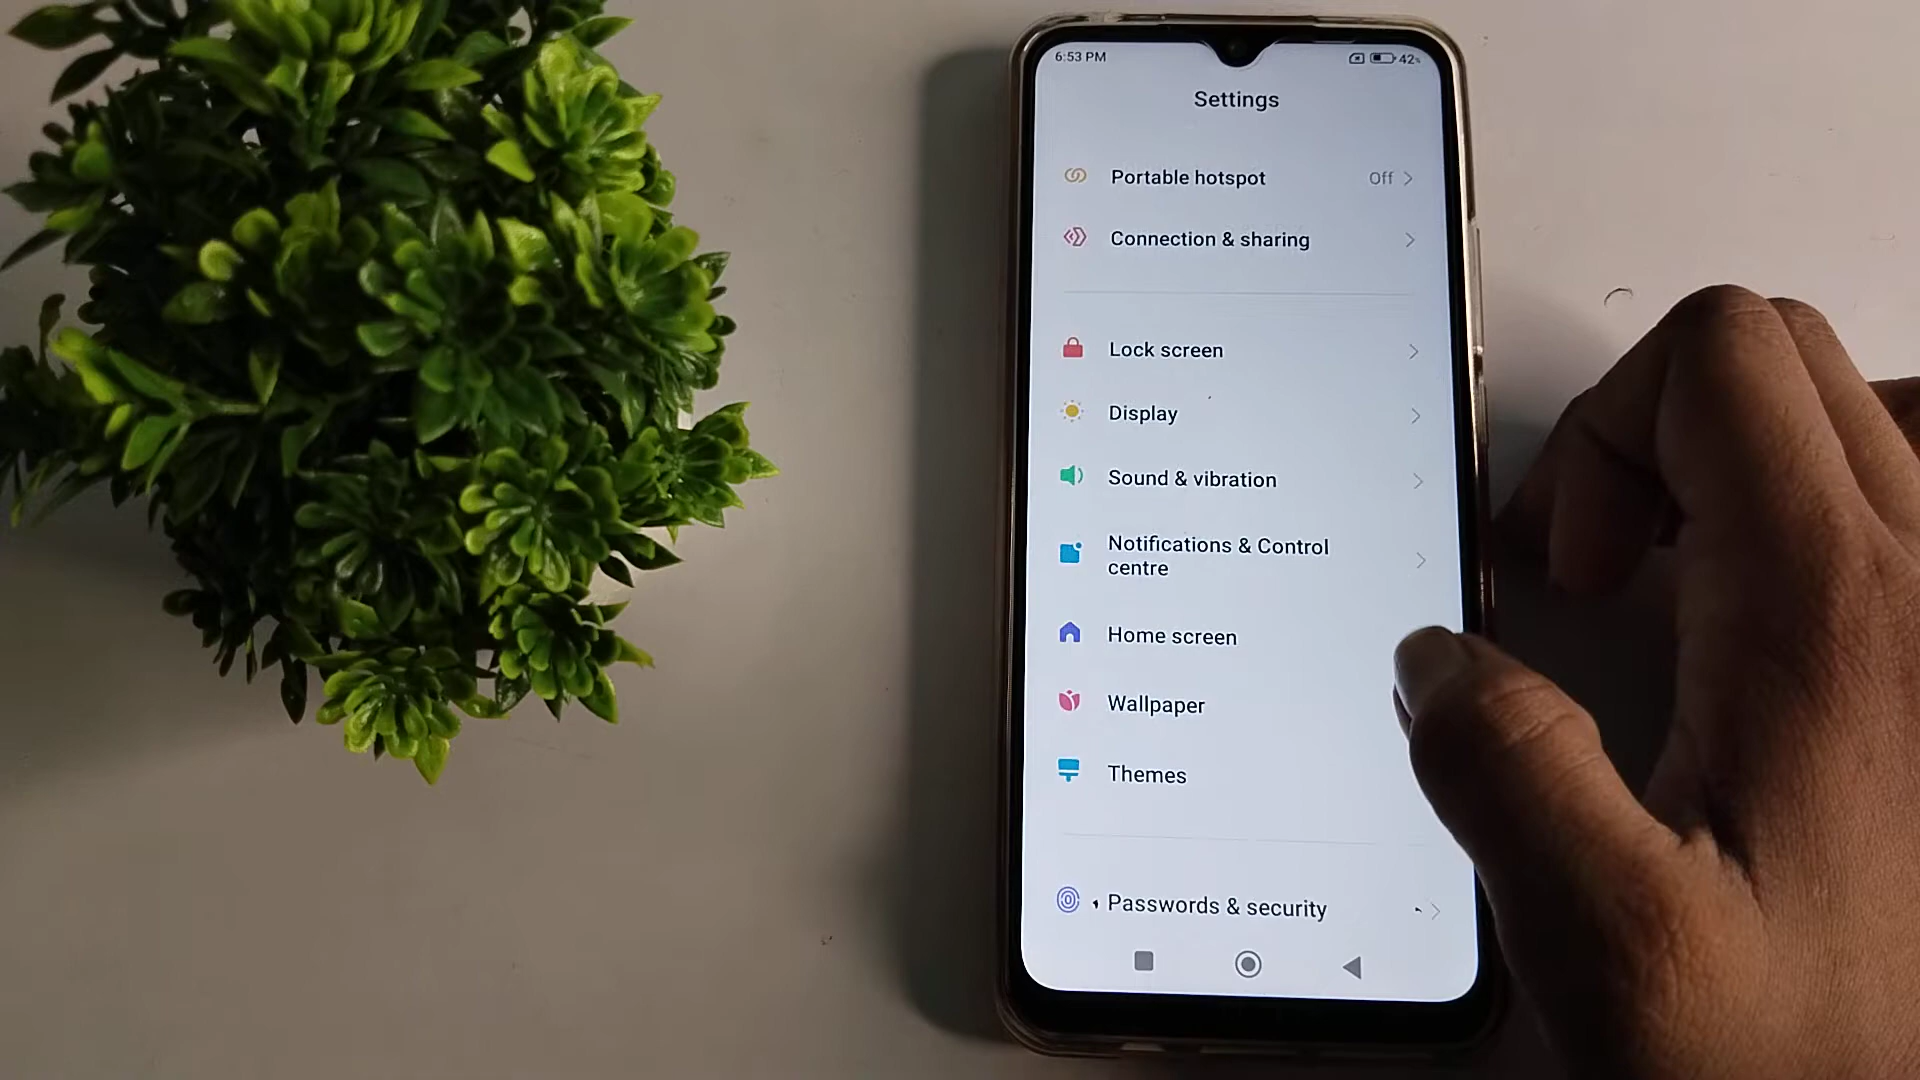 6:53 PM
42%
Settings
Portable hotspot Off
Connection & sharing
Lock screen
Display
Sound & vibration
Notifications & Control
centre
Home screen
Wallpaper
Themes
Passwords & security